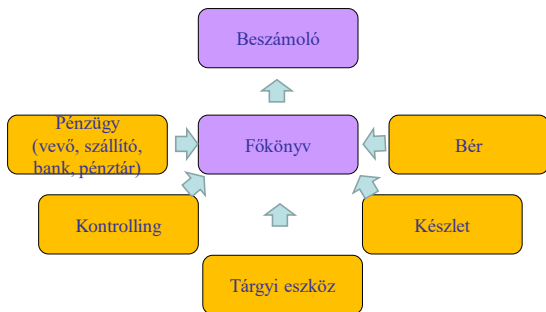 Beszámoló
Pénzügy
(vevő, szállító,
bank, pénztár)
Főkönyv
Bér
Kontrolling
Készlet
Tárgyi eszköz